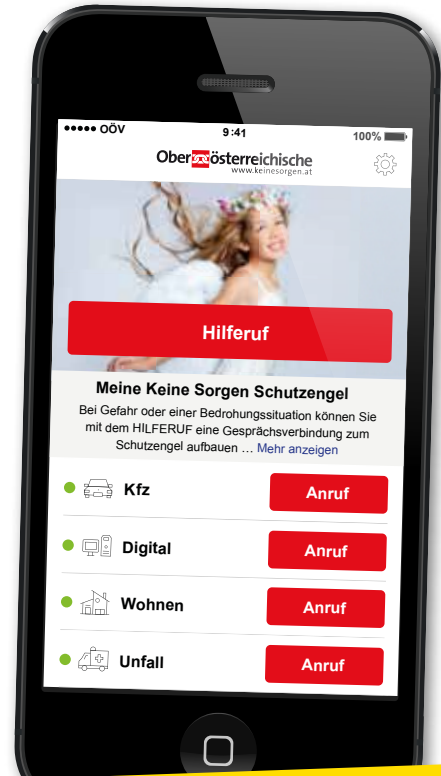 ●●●●● OÖV 9:41 100%
Oberösterreichische
www.keinesorgen.at
Hilferuf
Meine Keine Sorgen Schutzengel
Bei Gefahr oder einer Bedrohungssituation können Sie
mit dem HILFERUF eine Gesprächsverbindung zum
Schutzengel aufbauen … Mehr anzeigen
Kfz Anruf
Digital Anruf
Wohnen Anruf
Unfall Anruf